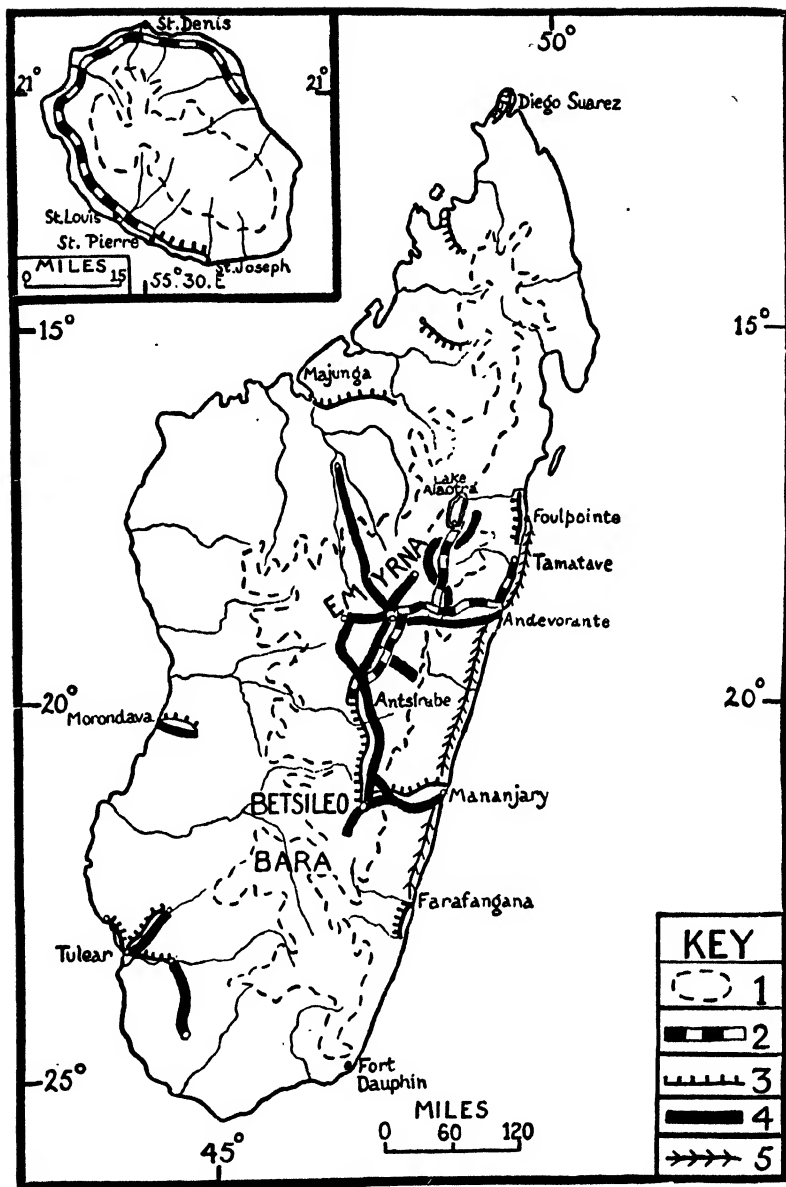 St. Denis
21°
21°
St. Louis
St. Pierre
St. Joseph
MILES
0 15
55°30.E
50°
Diego Suarez
15°
15°
Majunga
Lake
Alaotra
Foulpointe
Tamatave
EMYRNA
Andevorante
20°
20°
Antsirabe
Morondava
BETSILEO
Mananjary
BARA
Farafangana
Tulear
Fort
Dauphin
25°
45°
MILES
0 60 120
KEY
1
2
3
4
5